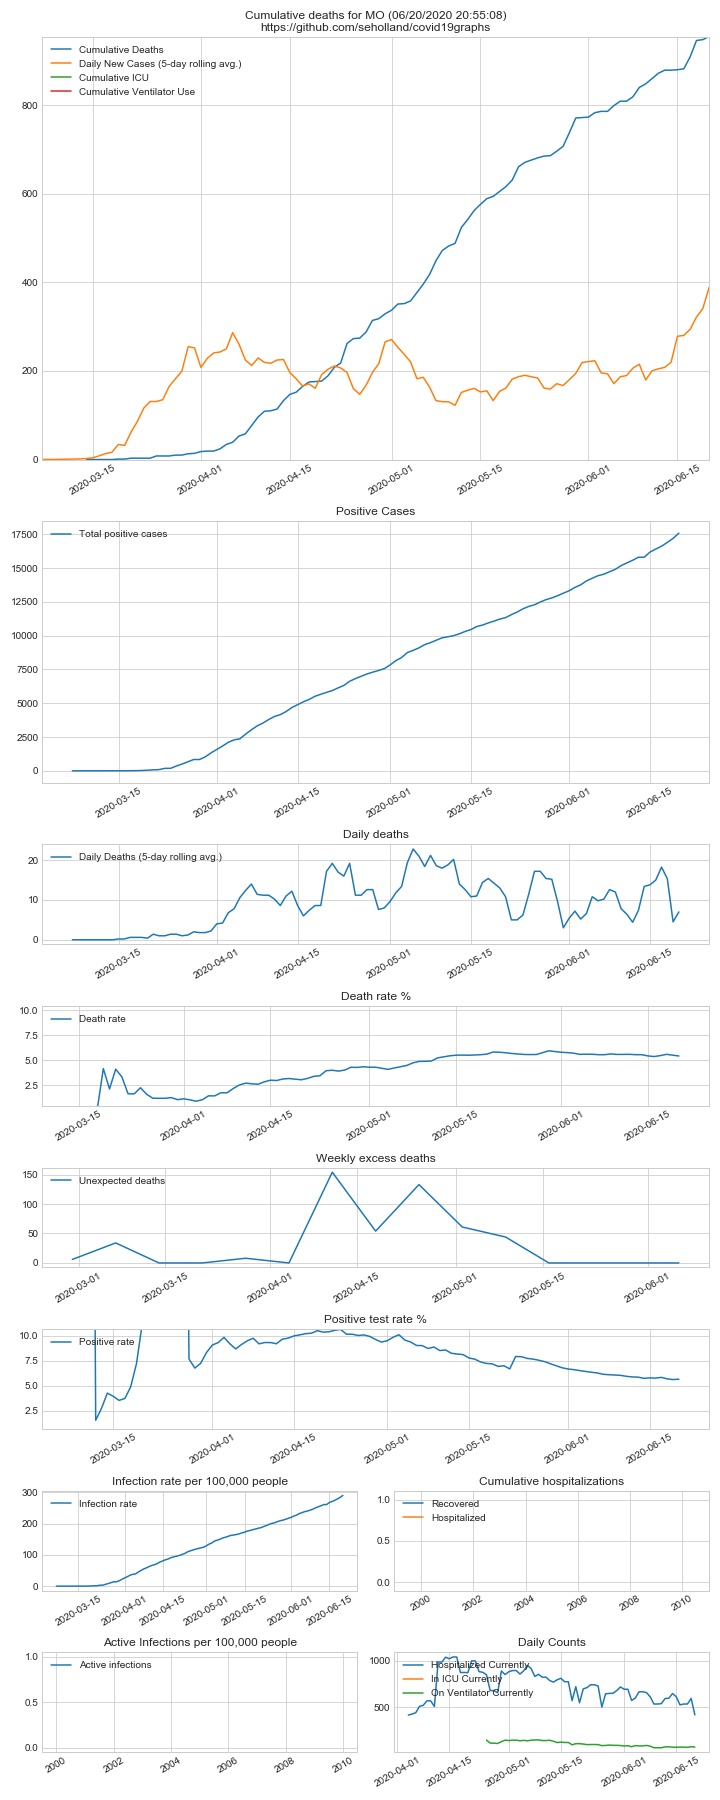 Cumulative deaths for MO (06/20/2020 20:55:08)
https://github.com/seholland/covid19graphs
Cumulative Deaths
Daily New Cases (5-day rolling avg.)
Cumulative ICU
Cumulative Ventilator Use
800
600
400
200
0
2020-03-15 2020-04-01 2020-04-15 2020-05-01 2020-05-15 2020-06-01 2020-06-15
Positive Cases
Total positive cases
17500
15000
12500
10000
7500
5000
2500
0
2020-03-15 2020-04-01 2020-04-15 2020-05-01 2020-05-15 2020-06-01 2020-06-15
Daily deaths
Daily Deaths (5-day rolling avg.)
20
10
0
2020-03-15 2020-04-01 2020-04-15 2020-05-01 2020-05-15 2020-06-01 2020-06-15
Death rate %
Death rate
10.0
7.5
5.0
2.5
2020-03-15 2020-04-01 2020-04-15 2020-05-01 2020-05-15 2020-06-01 2020-06-15
Weekly excess deaths
Unexpected deaths
150
100
50
0
2020-03-01 2020-03-15 2020-04-01 2020-04-15 2020-05-01 2020-05-15 2020-06-01
Positive test rate %
Positive rate
10.0
7.5
5.0
2.5
2020-03-15 2020-04-01 2020-04-15 2020-05-01 2020-05-15 2020-06-01 2020-06-15
Infection rate per 100,000 people
Infection rate
300
200
100
0
2020-03-15 2020-04-01 2020-04-15 2020-05-01 2020-05-15 2020-06-01 2020-06-15
Cumulative hospitalizations
Recovered
Hospitalized
1.0
0.5
0.0
2000 2002 2004 2006 2008 2010
Active Infections per 100,000 people
Active infections
1.0
0.5
0.0
2000 2002 2004 2006 2008 2010
Daily Counts
Hospitalized Currently
In ICU Currently
On Ventilator Currently
1000
500
2020-04-01 2020-04-15 2020-05-01 2020-05-15 2020-06-01 2020-06-15